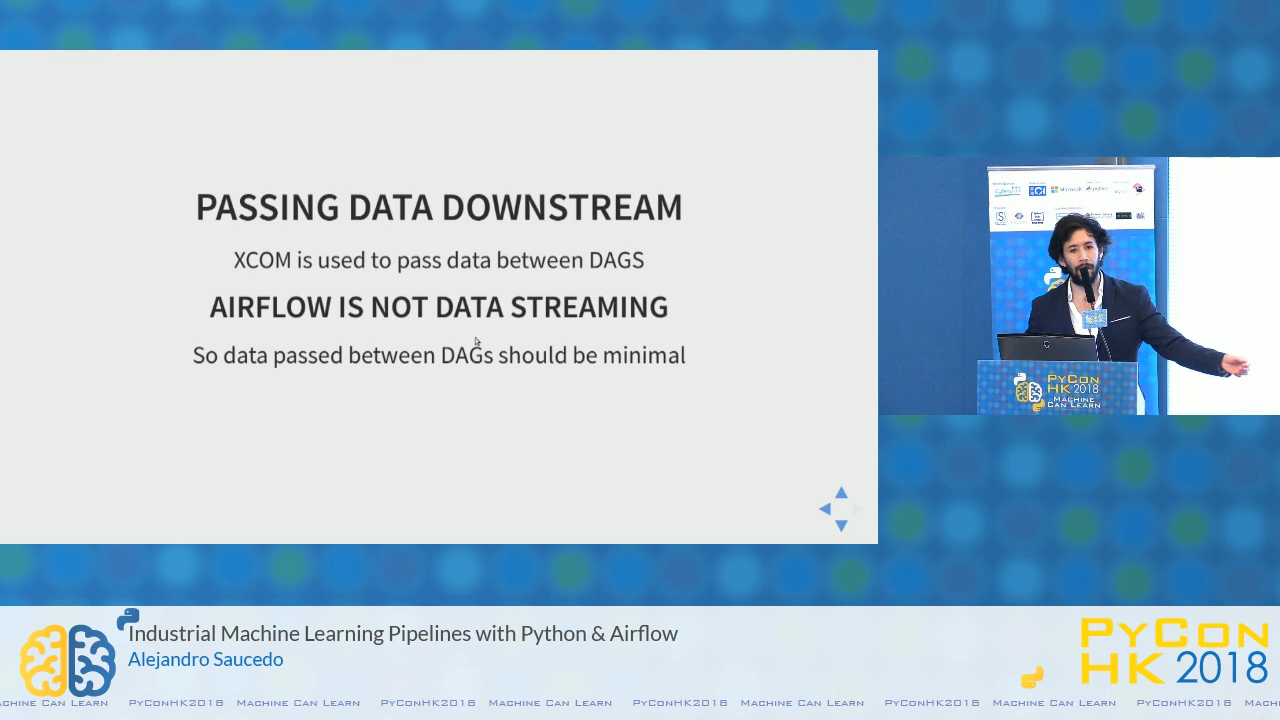 PASSING DATA DOWNSTREAM
XCOM is used to pass data between DAGS
AIRFLOW IS NOT DATA STREAMING
So data passed between DAGs should be minimal
Microsoft
PYCON
HK 2018
MACHINE
CAN LEARN
Industrial Machine Learning Pipelines with Python & Airflow
Alejandro Saucedo
PYCON
HK 2018
ACHINE CAN LEARN PYCONHK2018 MACHINE CAN LEARN PYCONHK2018 MACHINE CAN LEARN PYCONHK2018 MACHINE CAN LEARN PYCONHK2018 MACHINE CAN LEARN PYCONHK2018 MACH